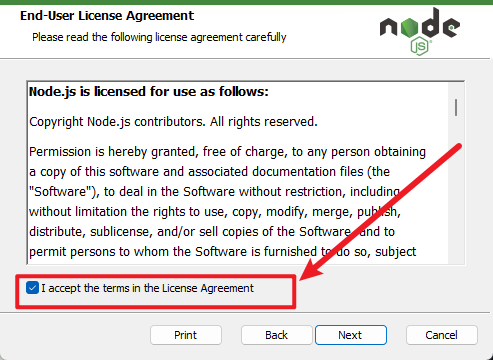 End-User License Agreement
Please read the following license agreement carefully
node
JS
Node.js is licensed for use as follows:
Copyright Node.js contributors. All rights reserved.
Permission is hereby granted, free of charge, to any person obtaining
a copy of this software and associated documentation files (the
"Software"), to deal in the Software without restriction, including
without limitation the rights to use, copy, modify, merge, publish,
distribute, sublicense, and/or sell copies of the Software, and to
permit persons to whom the Software is furnished to do so, subject
I accept the terms in the License Agreement
Print
Back
Next
Cancel